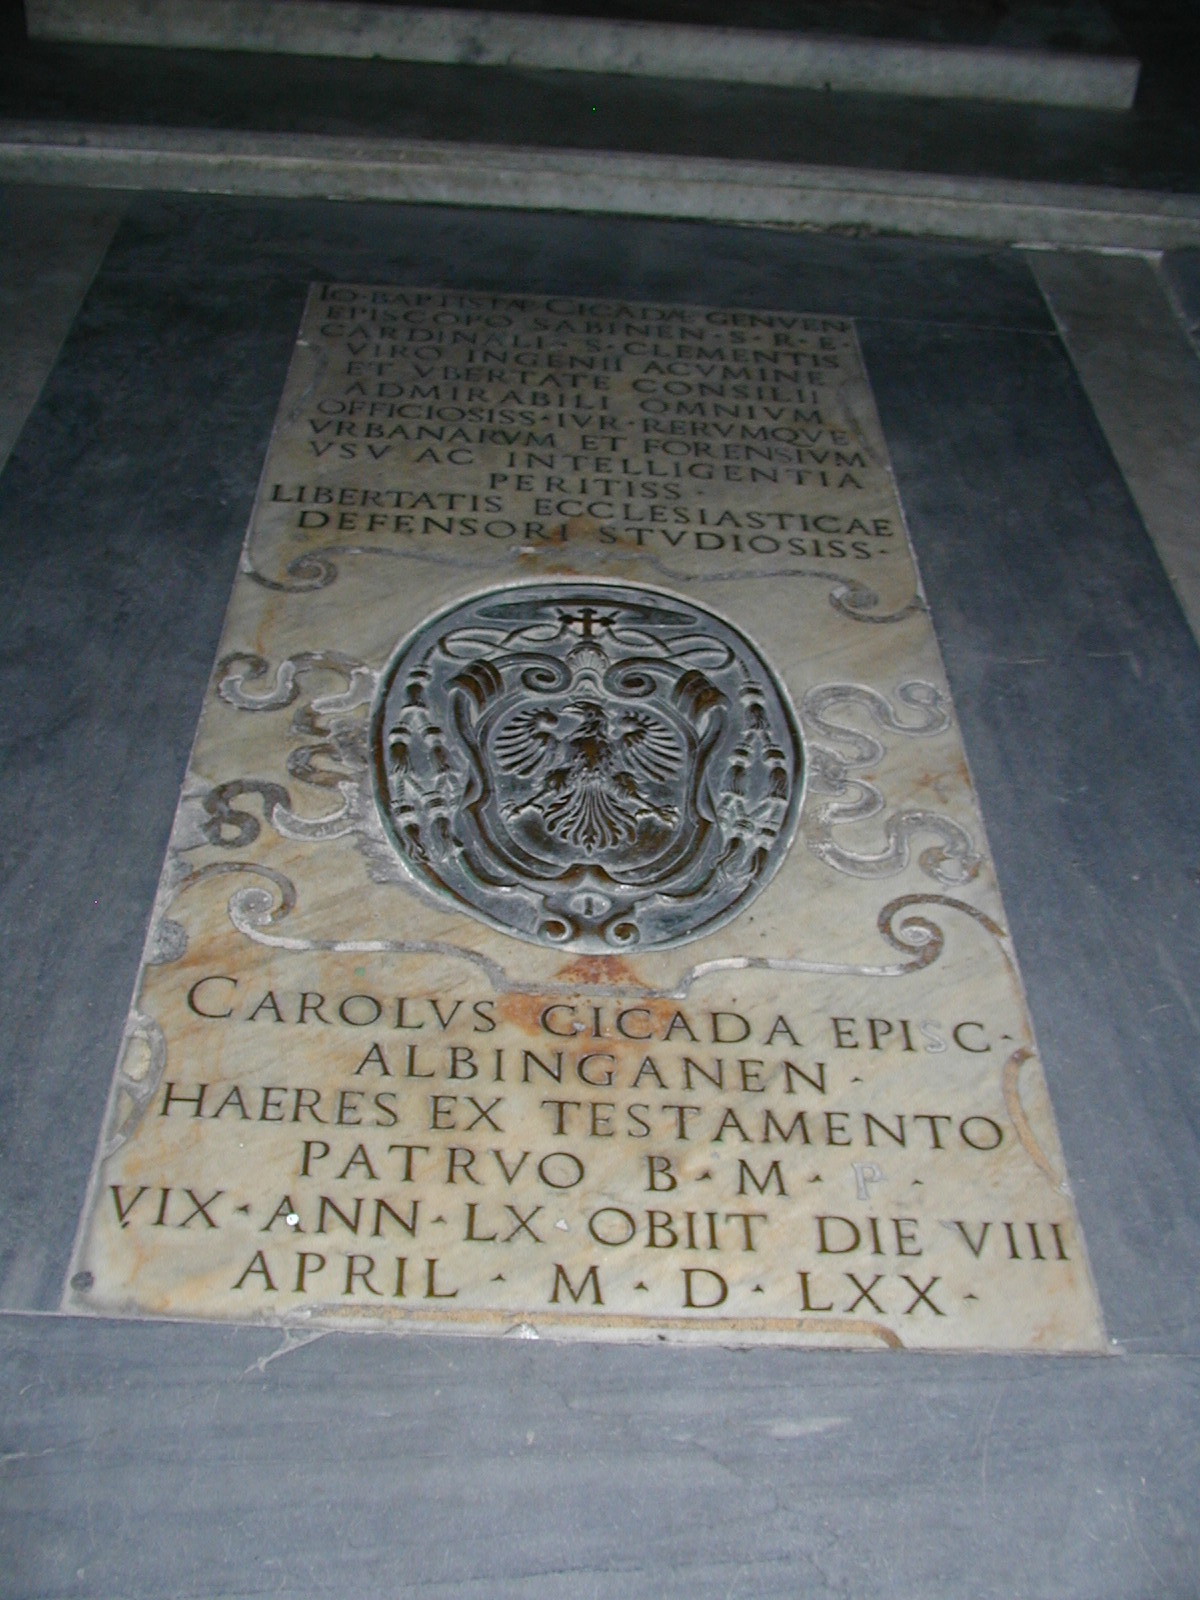 IO·BAPTISTÆ·CICADÆ GENVEN·
EPISCOPO SABINEN·S·R·E·
CARDINALI·S·CLEMENTIS
VIRO INGENII ACVMINE
ET VBERTATE CONSILII
ADMIRABILI OMNIVM
OFFICIOSISS·IVR·RERVMQVE
VRBANARVM ET FORENSIVM
VSV AC INTELLIGENTIA
PERITISS·
LIBERTATIS ECCLESIASTICAE
DEFENSORI STVDIOSISS·
CAROLVS CICADA EPISC·
ALBINGANEN·
HAERES EX TESTAMENTO
PATRVO B·M·P·
VIX·ANN·LX OBIIT DIE VIII
APRIL·M·D·LXX·